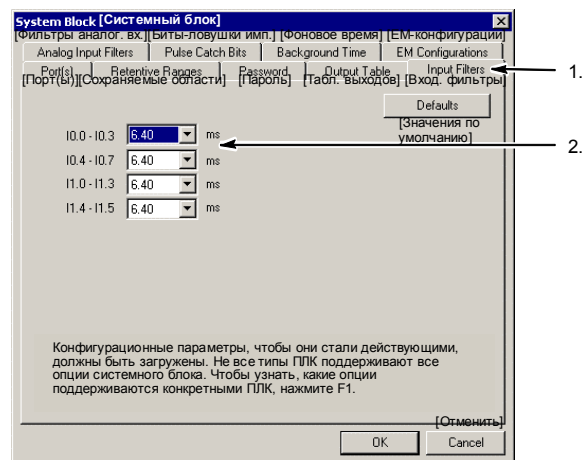 System Block [Системный блок]
[Фильтры аналог. вх.][Биты-ловушки имп.] [Фоновое время] [EM-конфигурации]
Analog Input Filters Pulse Catch Bits Background Time EM Configurations
Port(s) Retentive Ranges Password Output Table Input Filters 1.
[Порт(ы)][Сохраняемые области] [Пароль] [Табл. выходов] [Вход. фильтры]
Defaults
[Значения по
умолчанию]
I0.0 - I0.3 6.40 ms
2.
I0.4 - I0.7 6.40 ms
I1.0 - I1.3 6.40 ms
I1.4 - I1.5 6.40 ms
Конфигурационные параметры, чтобы они стали действующими,
должны быть загружены. Не все типы ПЛК поддерживают все
опции системного блока. Чтобы узнать, какие опции
поддерживаются конкретными ПЛК, нажмите F1.
[Отменить]
OK Cancel